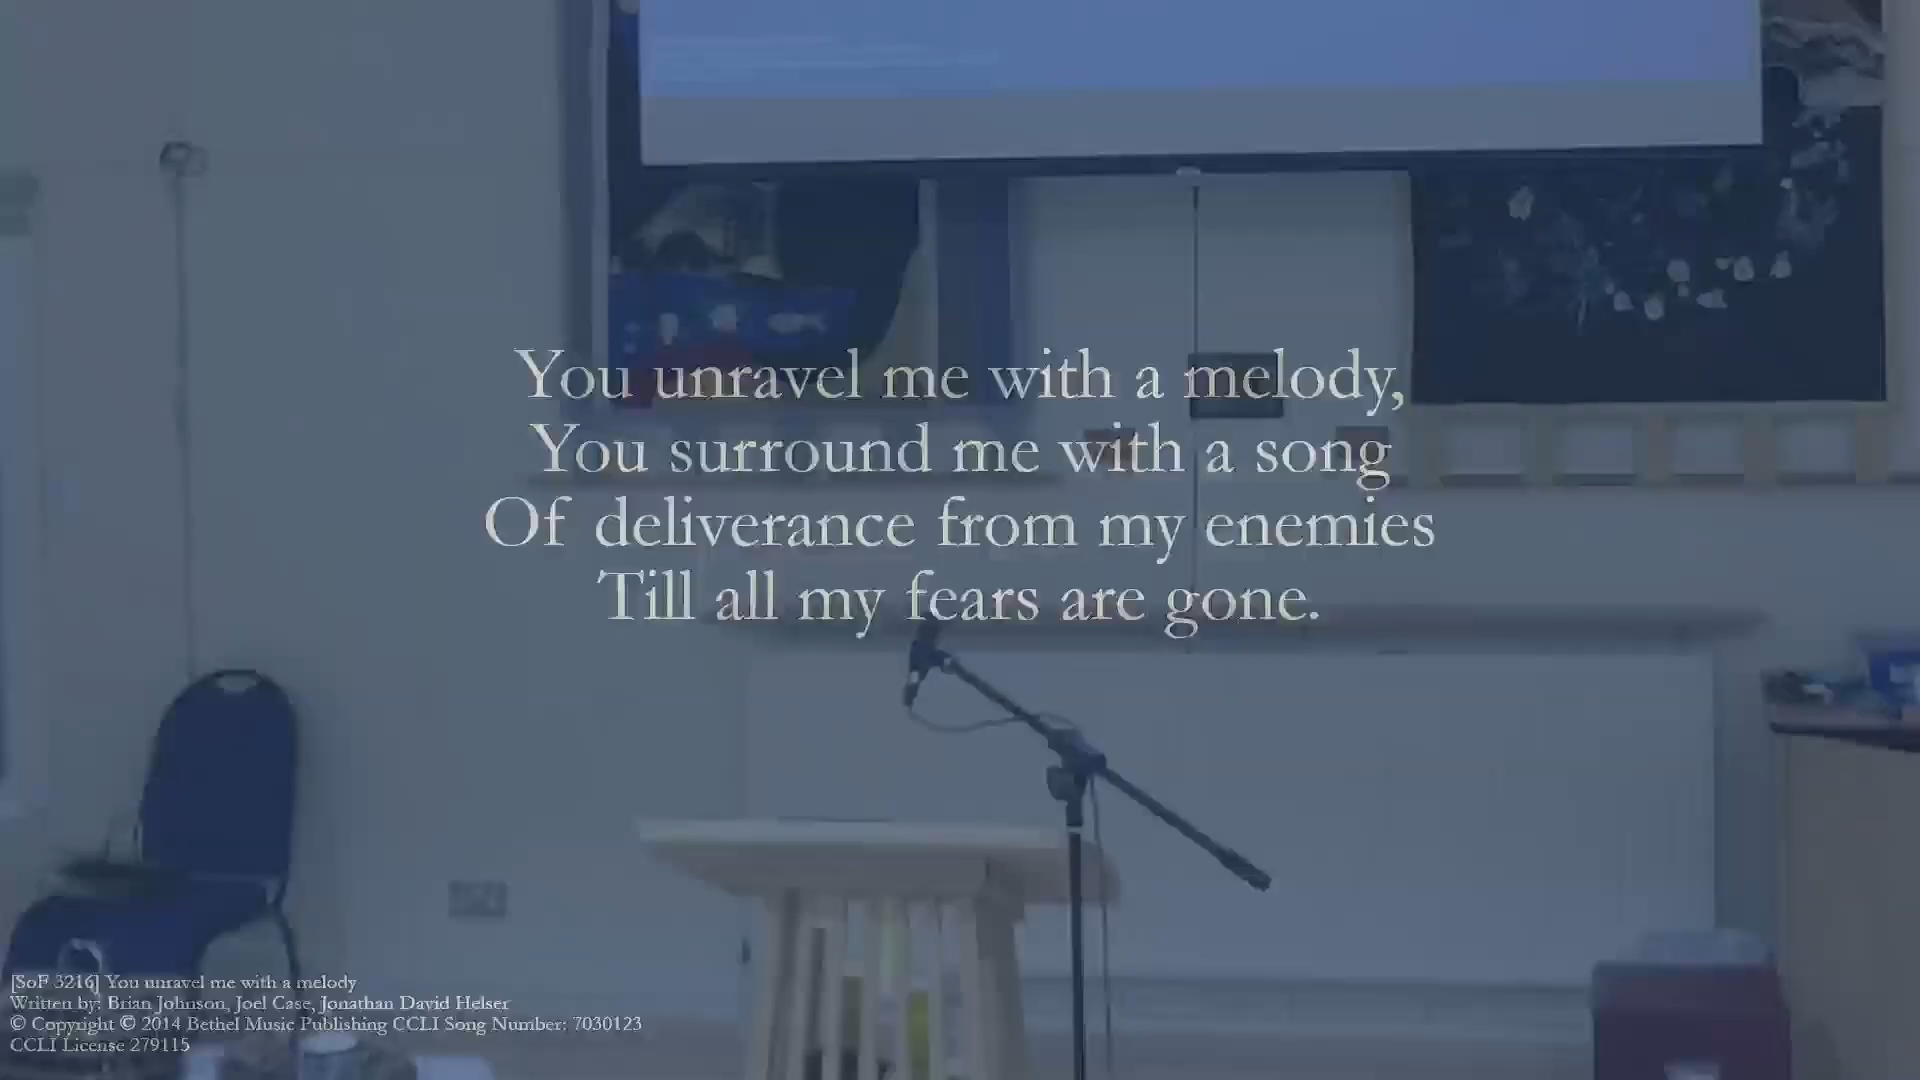 You unravel me with a melody,
You surround me with a song
Of deliverance from my enemies
Till all my fears are gone.
[SoF 3216] You unravel me with a melody
Written by: Brian Johnson, Joel Case, Jonathan David Helser
© Copyright © 2014 Bethel Music Publishing CCLI Song Number: 7030123
CCLI License 279115